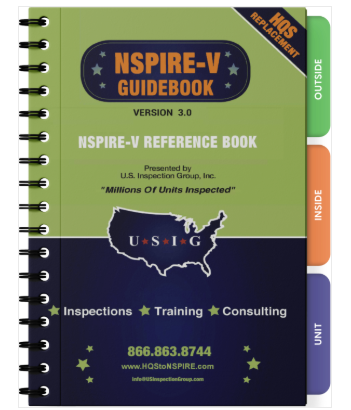 HQS
REPLACEMENT
NSPIRE-V
GUIDEBOOK
VERSION 3.0
NSPIRE-V REFERENCE BOOK
Presented by
U.S. Inspection Group, Inc.
"Millions Of Units Inspected"
U★S★I★G
Inspections ★ Training ★ Consulting
866.863.8744
www.HQStoNSPIRE.com
info@USInspectionGroup.com
OUTSIDE
INSIDE
UNIT